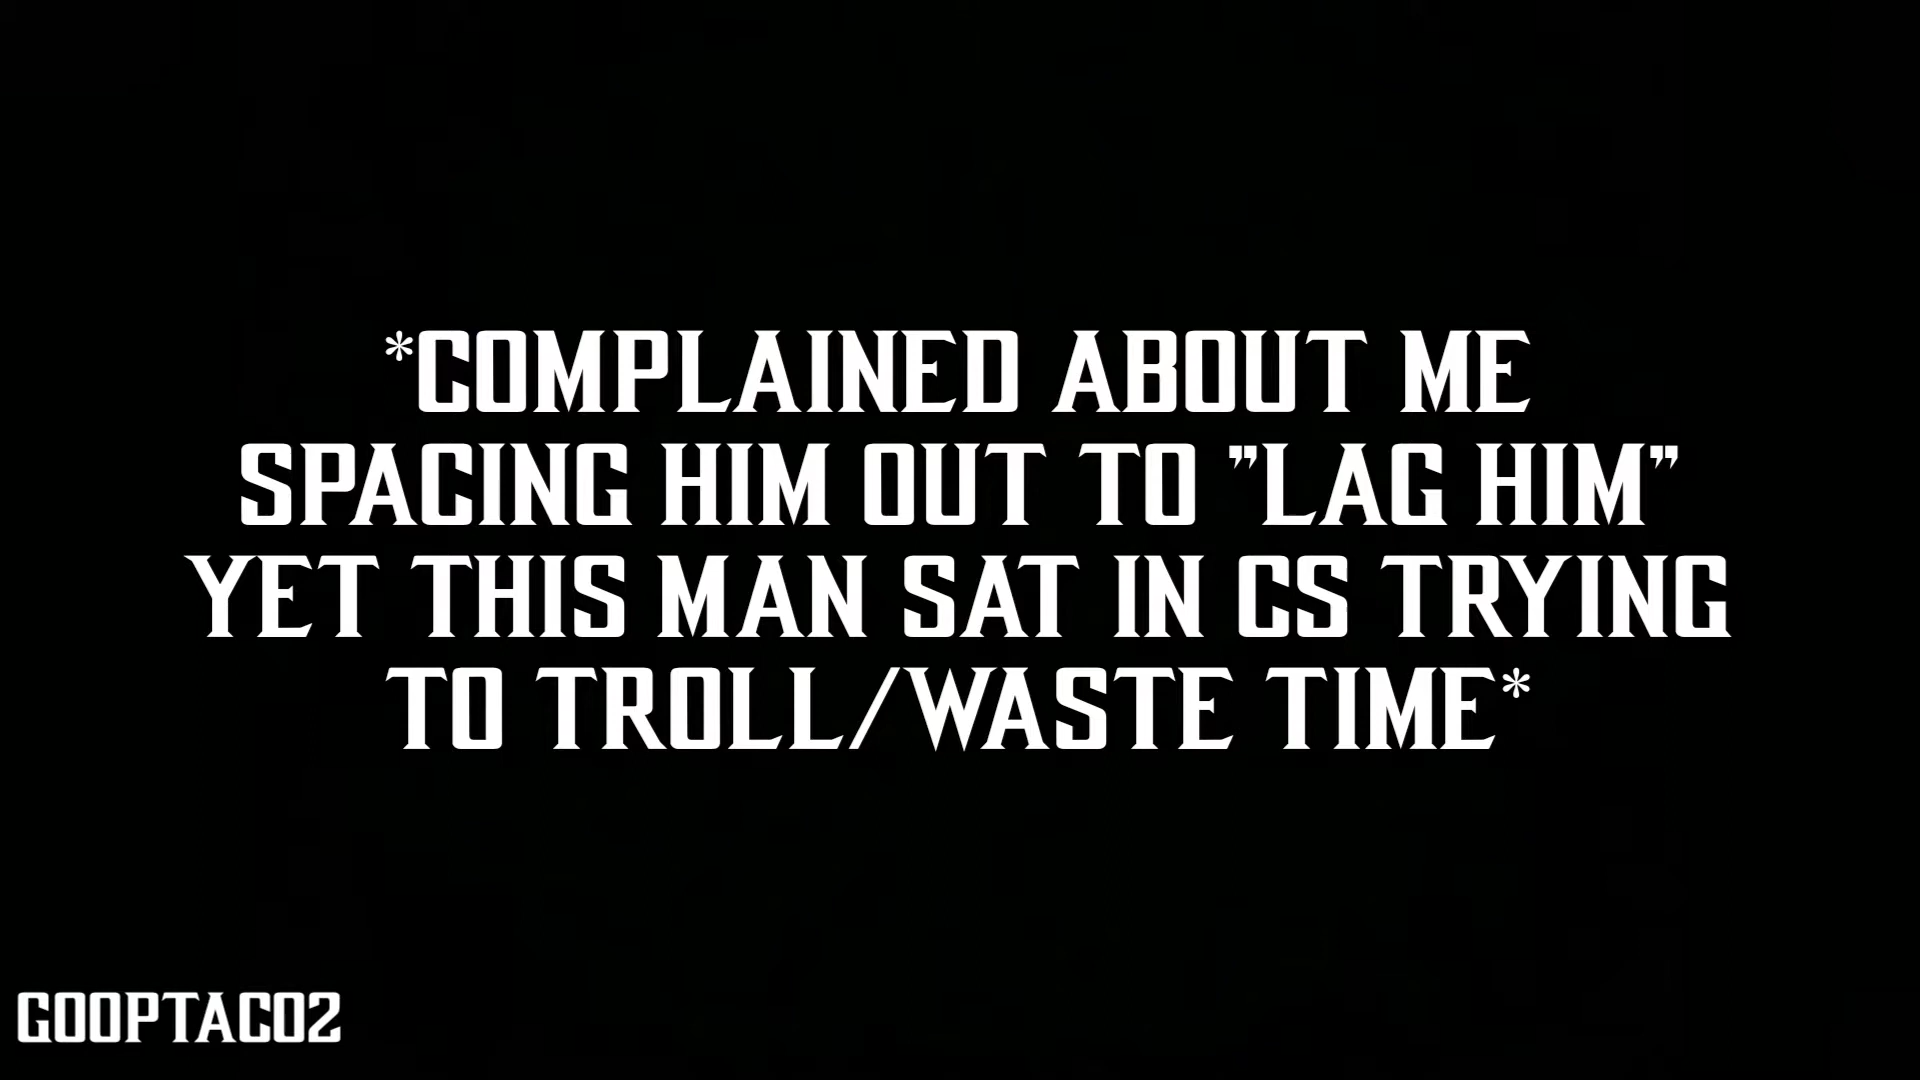 *COMPLAINED ABOUT ME
SPACING HIM OUT TO "LAG HIM"
YET THIS MAN SAT IN CS TRYING
TO TROLL/WASTE TIME*
GOOPTACO2